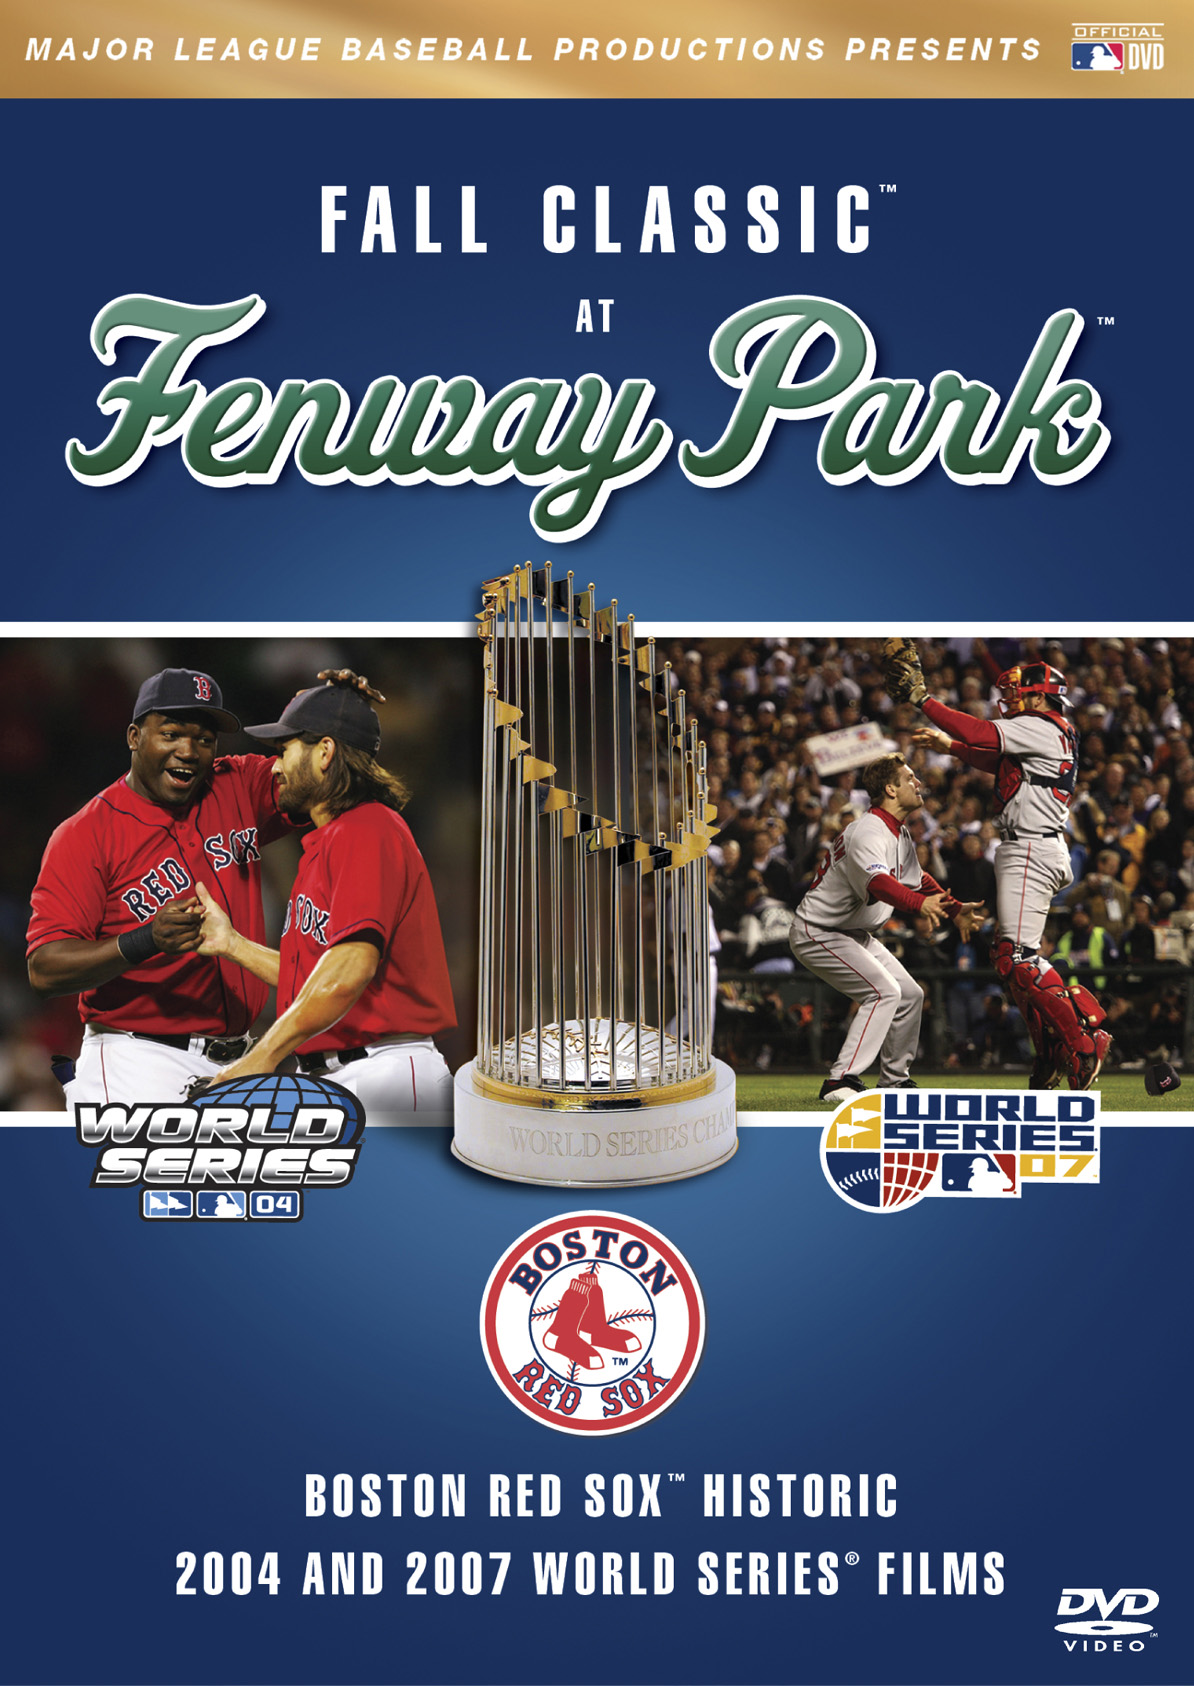 MAJOR LEAGUE BASEBALL PRODUCTIONS PRESENTS
OFFICIAL
DVD
FALL CLASSIC™
AT
Fenway Park™
B
RED SOX
D SOX
WORLD SERIES CHAM
WORLD
SERIES
04
WORLD
SERIES
07
BOSTON
RED SOX
™
BOSTON RED SOX™ HISTORIC
2004 AND 2007 WORLD SERIES® FILMS
DVD
VIDEO™